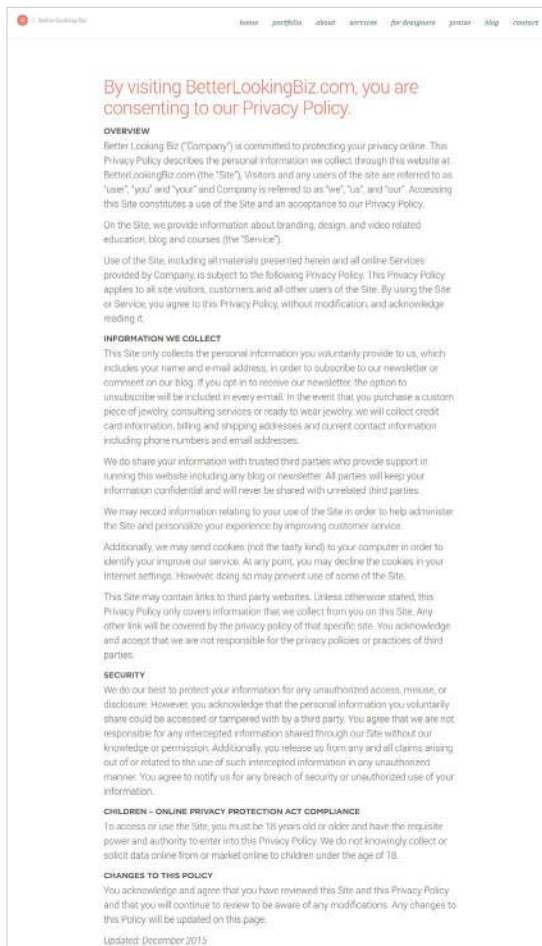 Better Looking Biz
home portfolio about services for designers praise blog contact
By visiting BetterLookingBiz.com, you are
consenting to our Privacy Policy.
OVERVIEW
Better Looking Biz ("Company") is committed to protecting your privacy online. This
Privacy Policy describes the personal information we collect through this website at
BetterLookingBiz.com (the "Site"). Visitors and any users of the site are referred to as
"user", "you" and "your" and Company is referred to as "we", "us", and "our". Accessing
this Site constitutes a use of the Site and an acceptance to our Privacy Policy.
On the Site, we provide information about branding, design, and video related
education, blog and courses (the "Service").
Use of the Site, including all materials presented herein and all online Services
provided by Company, is subject to the following Privacy Policy. This Privacy Policy
applies to all site visitors, customers and all other users of the Site. By using the Site
or Service, you agree to this Privacy Policy, without modification, and acknowledge
reading it.
INFORMATION WE COLLECT
This Site only collects the personal information you voluntarily provide to us, which
includes your name and e-mail address, in order to subscribe to our newsletter or
comment on our blog. If you opt in to receive our newsletter, the option to
unsubscribe will be included in every e-mail. In the event that you purchase a custom
piece of jewelry, consulting services or ready to wear jewelry, we will collect credit
card information, billing and shipping addresses and current contact information
including phone numbers and email addresses.
We do share your information with trusted third parties who provide support in
running this website including any blog or newsletter. All parties will keep your
information confidential and will never be shared with unrelated third parties.
We may record information relating to your use of the Site in order to help administer
the Site and personalize your experience by improving customer service.
Additionally, we may send cookies (not the tasty kind) to your computer in order to
identify your improve our service. At any point, you may decline the cookies in your
internet settings. However, doing so may prevent use of some of the Site.
This Site may contain links to third party websites. Unless otherwise stated, this
Privacy Policy only covers information that we collect from you on this Site. Any
other link will be covered by the privacy policy of that specific site. You acknowledge
and accept that we are not responsible for the privacy policies or practices of third
parties.
SECURITY
We do our best to protect your information for any unauthorized access, misuse, or
disclosure. However, you acknowledge that the personal information you voluntarily
share could be accessed or tampered with by a third party. You agree that we are not
responsible for any intercepted information shared through our Site without our
knowledge or permission. Additionally, you release us from any and all claims arising
out of or related to the use of such intercepted information in any unauthorized
manner. You agree to notify us for any breach of security or unauthorized use of your
information.
CHILDREN – ONLINE PRIVACY PROTECTION ACT COMPLIANCE
To access or use the Site, you must be 18 years old or older and have the requisite
power and authority to enter into this Privacy Policy. We do not knowingly collect or
solicit data online from or market online to children under the age of 18.
CHANGES TO THIS POLICY
You acknowledge and agree that you have reviewed this Site and this Privacy Policy
and that you will continue to review to be aware of any modifications. Any changes to
this Policy will be updated on this page.
Updated: December 2015